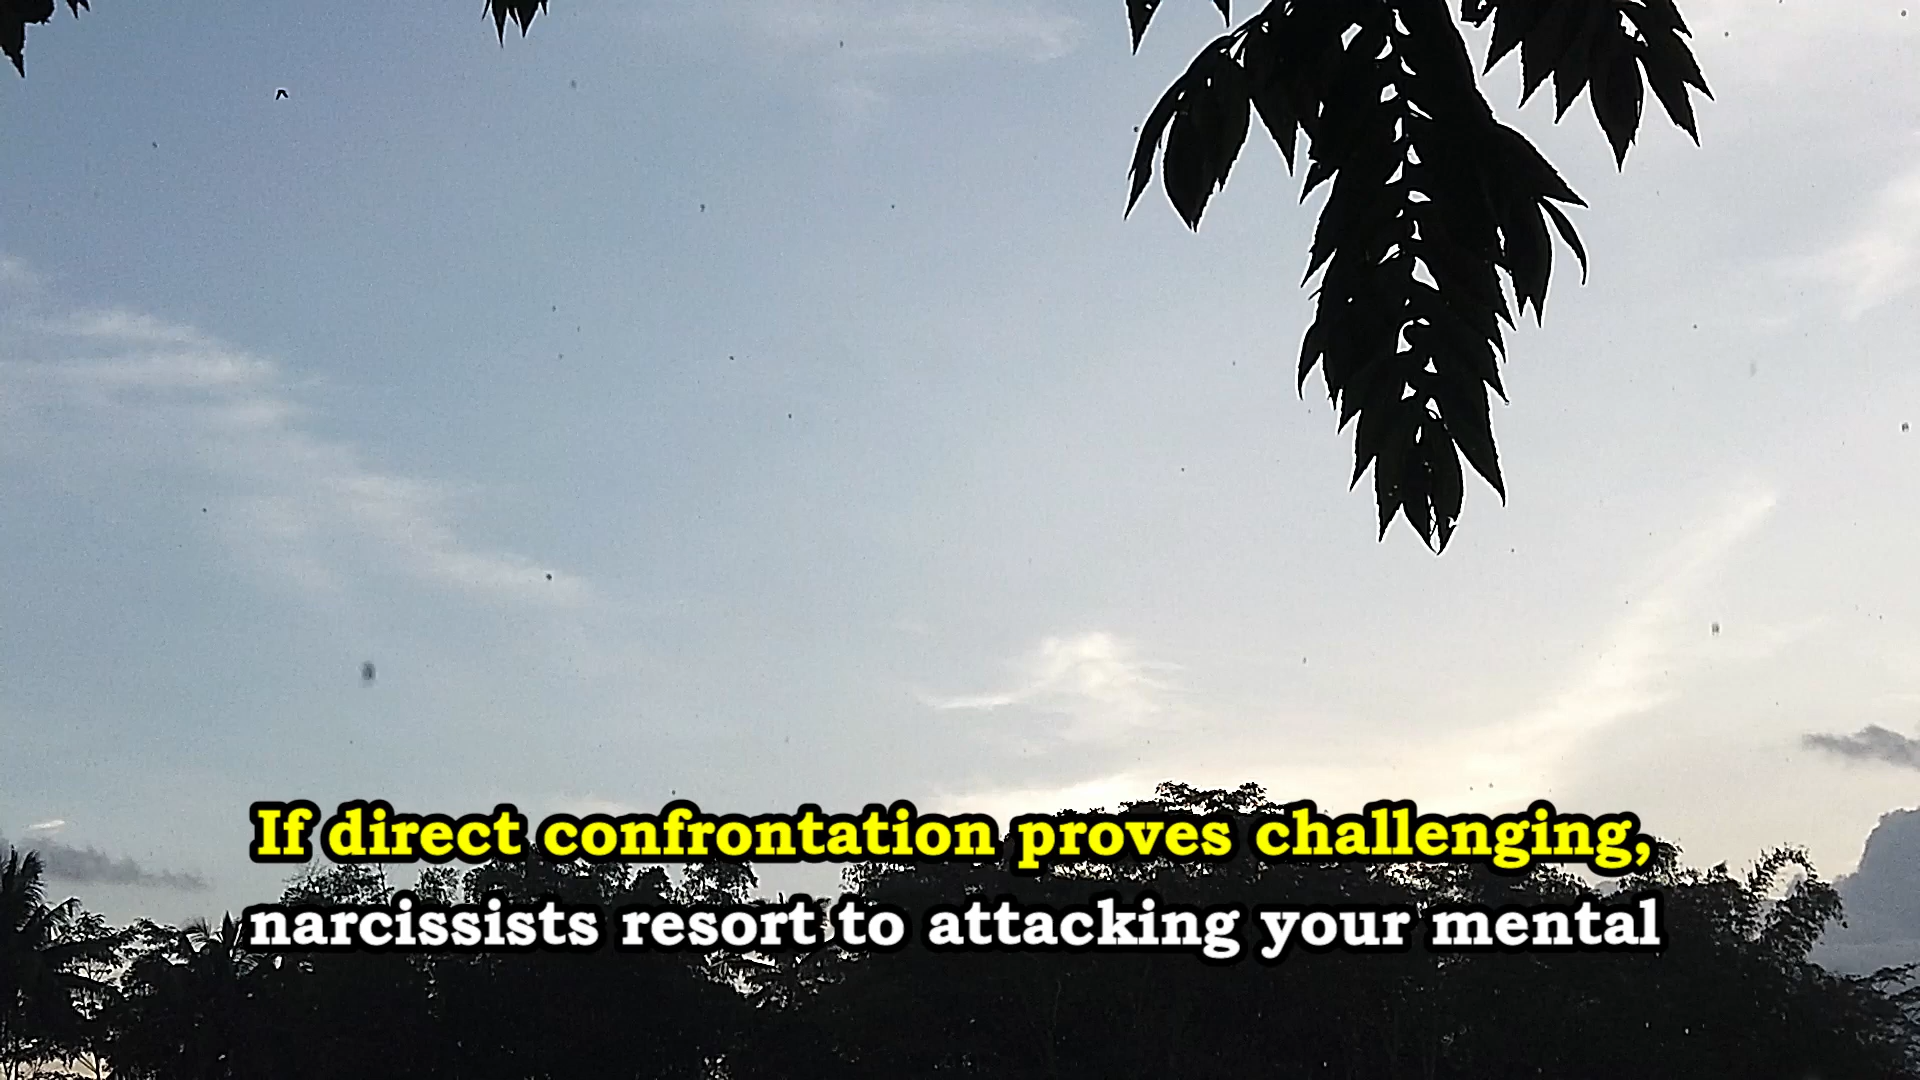 If direct confrontation proves challenging,
narcissists resort to attacking your mental